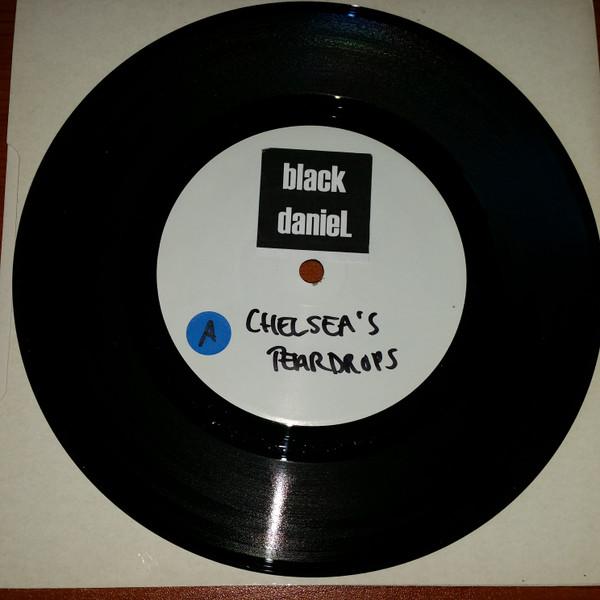 black
danieL
A
CHELSEA'S
TEARDROPS